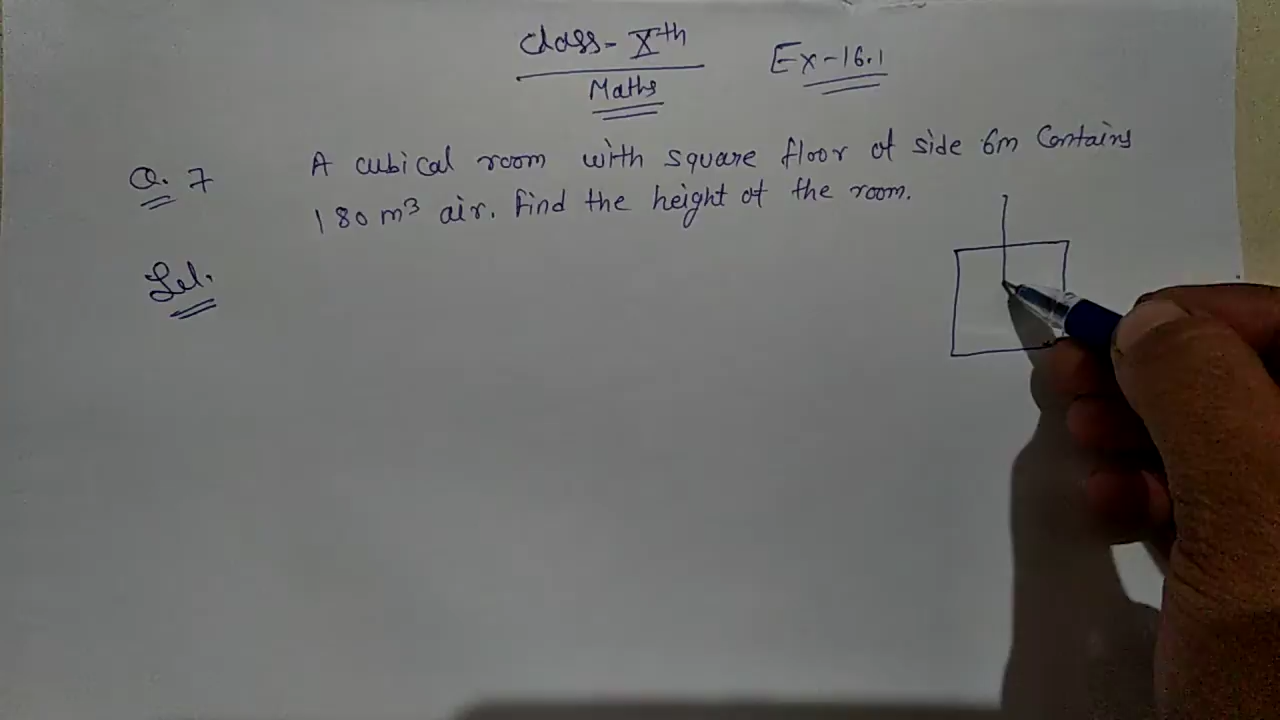 Class - Xth
Maths
Ex-16.1
Q. 7
A cubical room with square floor of side 6m Contains
180 m³ air. Find the height of the room.
Sol.